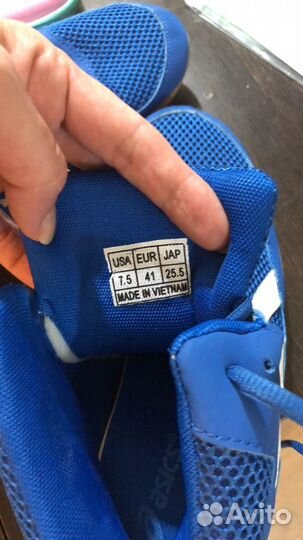 USA EUR JAP
7.5 41 25.5
MADE IN VIETNAM
asics
Avito